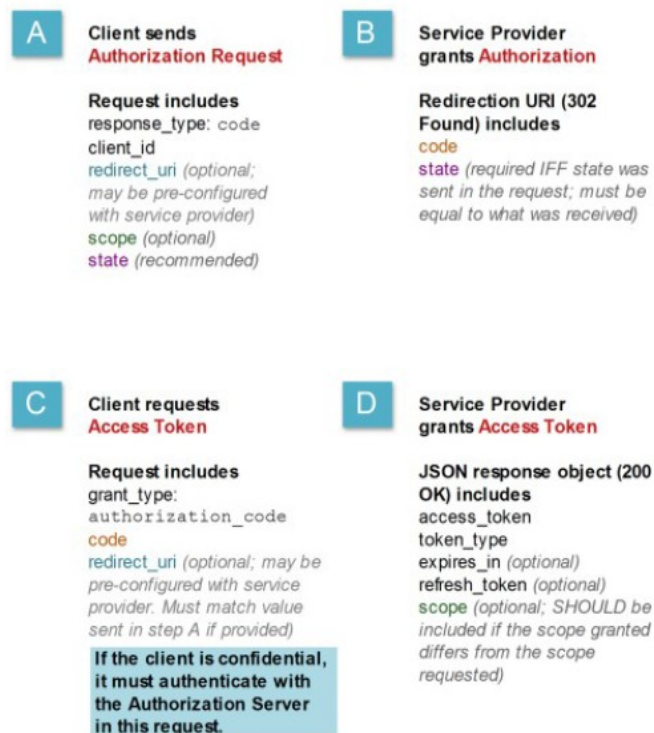 A
Client sends
Authorization Request
Request includes
response_type: code
client_id
redirect_uri (optional;
may be pre-configured
with service provider)
scope (optional)
state (recommended)
B
Service Provider
grants Authorization
Redirection URI (302
Found) includes
code
state (required IFF state was
sent in the request; must be
equal to what was received)
C
Client requests
Access Token
Request includes
grant_type:
authorization_code
code
redirect_uri (optional; may be
pre-configured with service
provider. Must match value
sent in step A if provided)
If the client is confidential,
it must authenticate with
the Authorization Server
in this request.
D
Service Provider
grants Access Token
JSON response object (200
OK) includes
access_token
token_type
expires_in (optional)
refresh_token (optional)
scope (optional; SHOULD be
included if the scope granted
differs from the scope
requested)